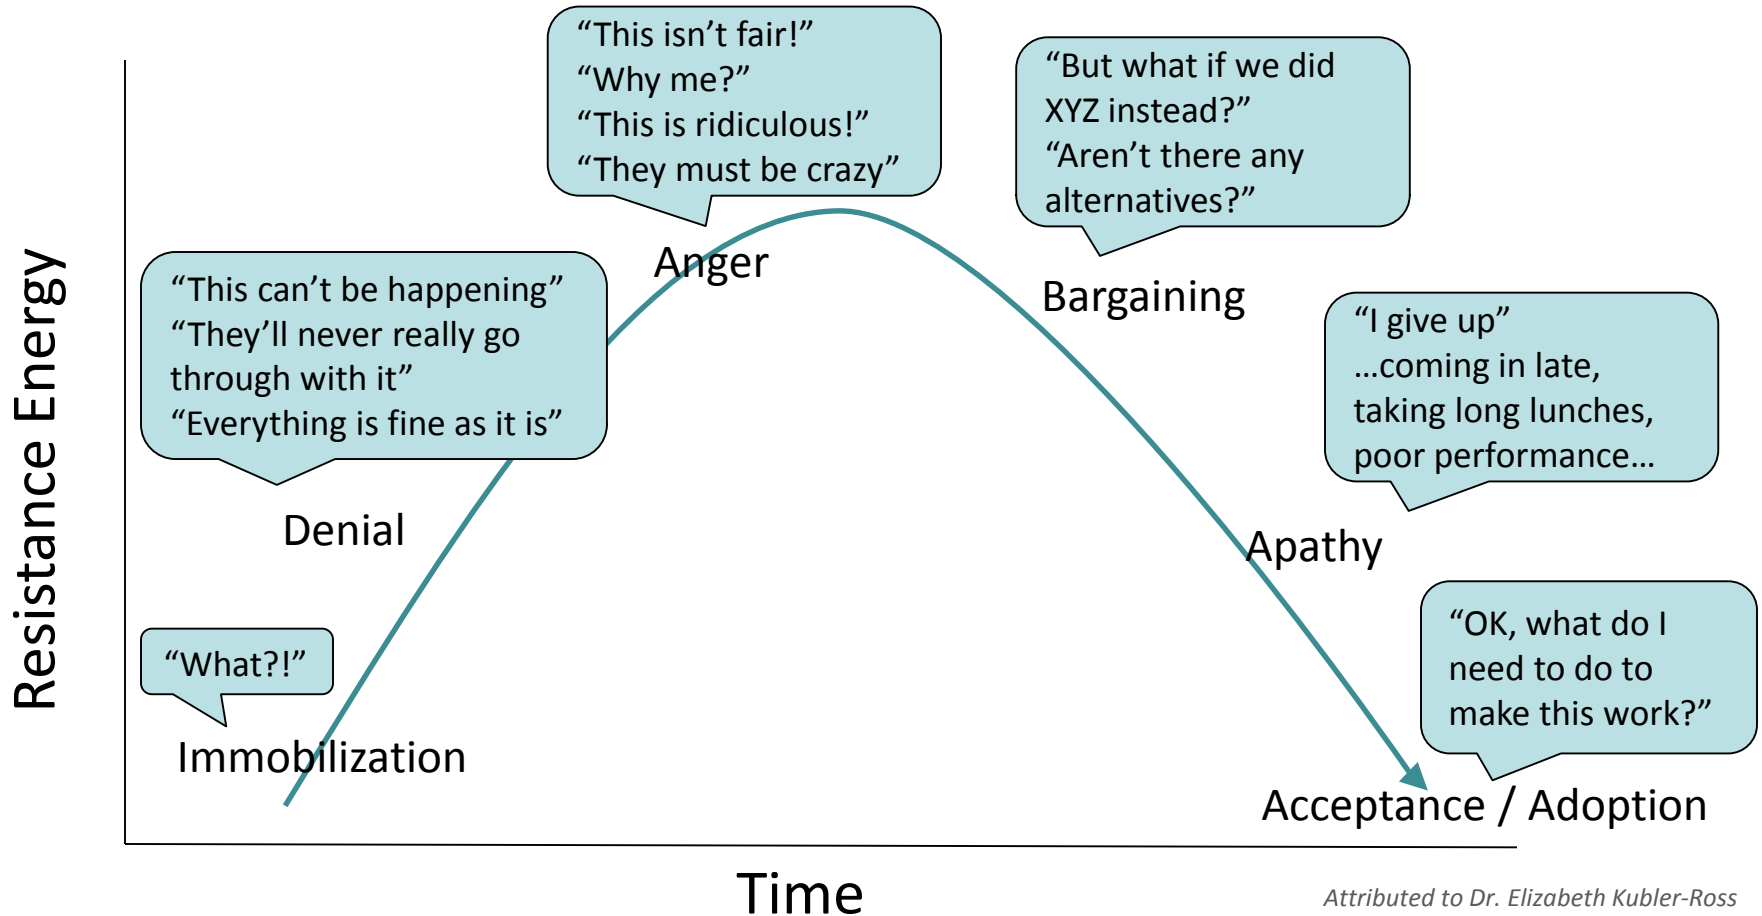 “This isn’t fair!”
“Why me?”
“This is ridiculous!”
“They must be crazy”
“But what if we did
XYZ instead?”
“Aren’t there any
alternatives?”
Anger
“This can’t be happening”
“They’ll never really go
through with it”
“Everything is fine as it is”
Bargaining
“I give up”
…coming in late,
taking long lunches,
poor performance…
Resistance Energy
Denial
Apathy
“What?!”
“OK, what do I
need to do to
make this work?”
Immobilization
Acceptance / Adoption
Time
Attributed to Dr. Elizabeth Kubler-Ross